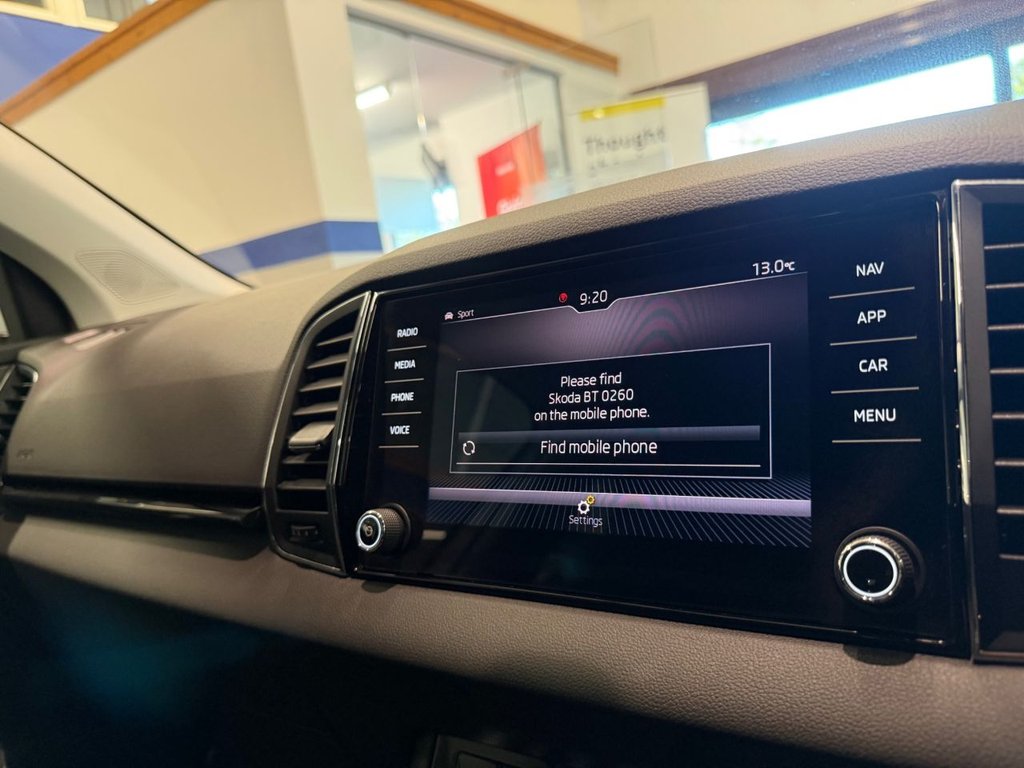 Thought
13.0°C
9:20
Sport
RADIO
MEDIA
PHONE
VOICE
Please find
Skoda BT 0260
on the mobile phone.
Find mobile phone
Settings
NAV
APP
CAR
MENU